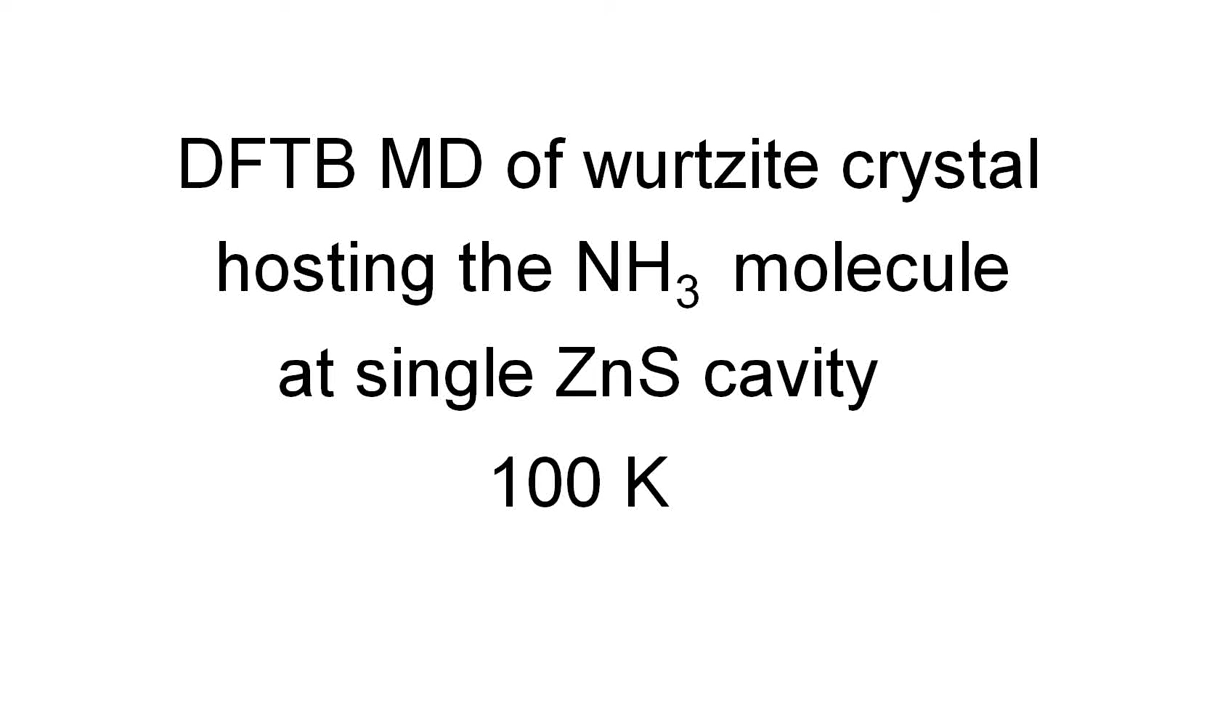 DFTB MD of wurtzite crystal
hosting the NH₃ molecule
at single ZnS cavity
100 K